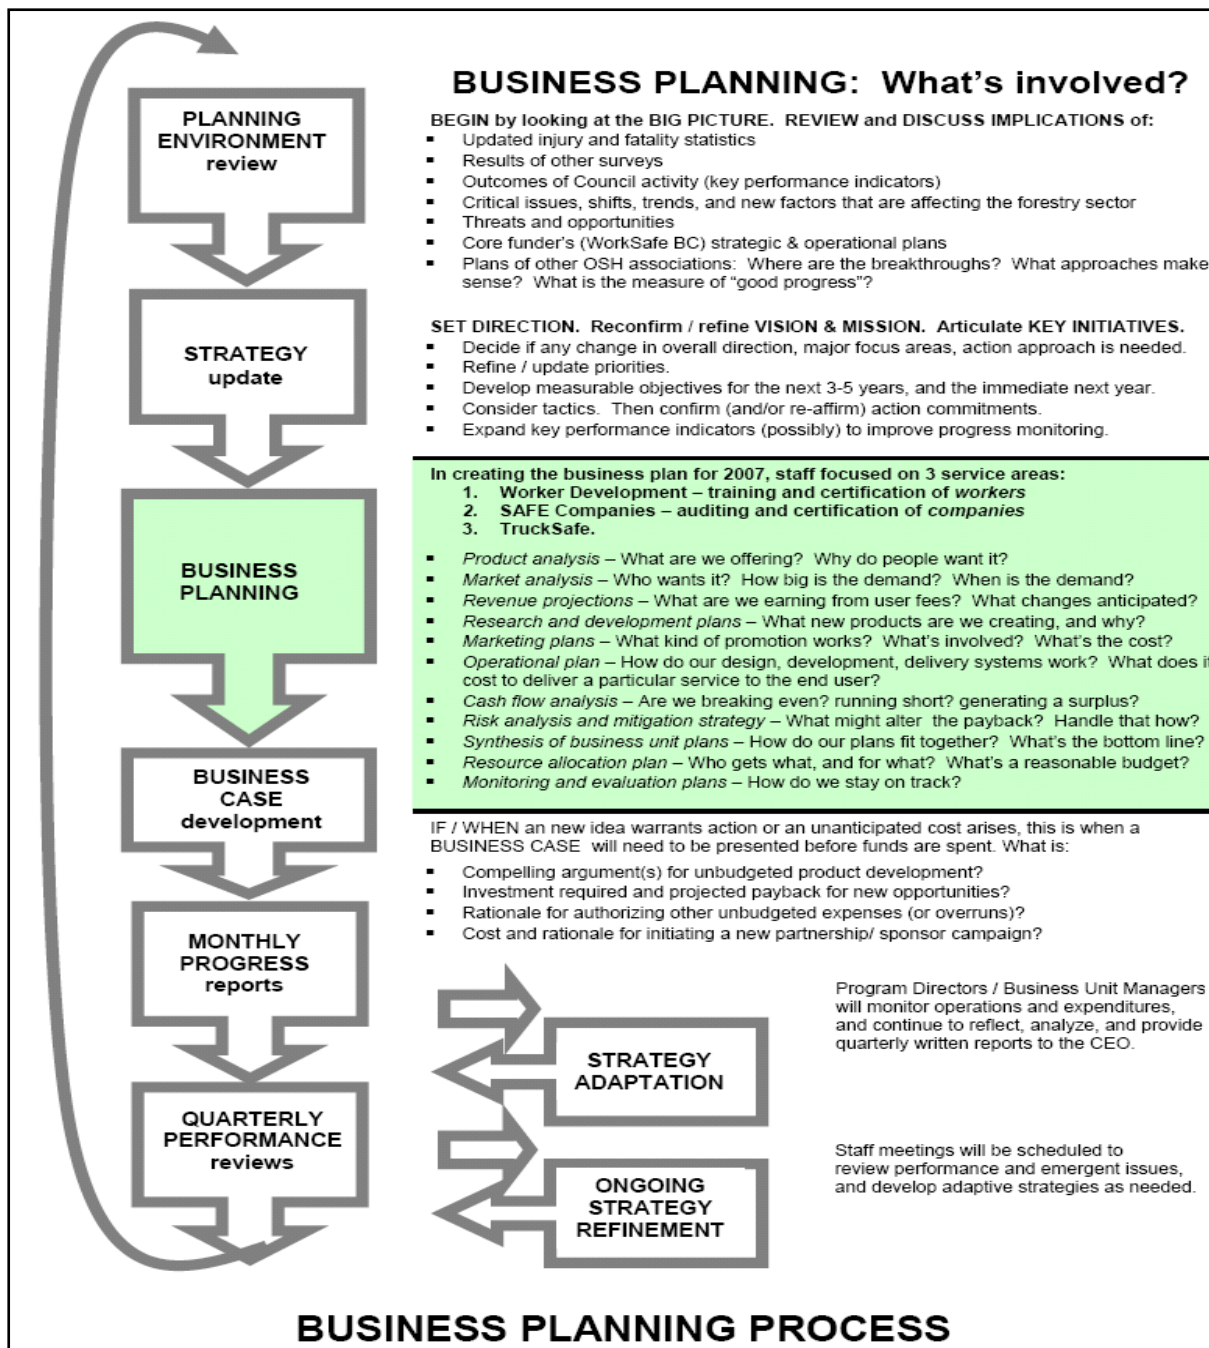 BUSINESS PLANNING: What's involved?
PLANNING
ENVIRONMENT
review
BEGIN by looking at the BIG PICTURE. REVIEW and DISCUSS IMPLICATIONS of:
▪ Updated injury and fatality statistics
▪ Results of other surveys
▪ Outcomes of Council activity (key performance indicators)
▪ Critical issues, shifts, trends, and new factors that are affecting the forestry sector
▪ Threats and opportunities
▪ Core funder's (WorkSafe BC) strategic & operational plans
▪ Plans of other OSH associations: Where are the breakthroughs? What approaches make
sense? What is the measure of "good progress"?
STRATEGY
update
SET DIRECTION. Reconfirm / refine VISION & MISSION. Articulate KEY INITIATIVES.
▪ Decide if any change in overall direction, major focus areas, action approach is needed.
▪ Refine / update priorities.
▪ Develop measurable objectives for the next 3-5 years, and the immediate next year.
▪ Consider tactics. Then confirm (and/or re-affirm) action commitments.
▪ Expand key performance indicators (possibly) to improve progress monitoring.
BUSINESS
PLANNING
In creating the business plan for 2007, staff focused on 3 service areas:
1. Worker Development – training and certification of workers
2. SAFE Companies – auditing and certification of companies
3. TruckSafe.
▪ Product analysis – What are we offering? Why do people want it?
▪ Market analysis – Who wants it? How big is the demand? When is the demand?
▪ Revenue projections – What are we earning from user fees? What changes anticipated?
▪ Research and development plans – What new products are we creating, and why?
▪ Marketing plans – What kind of promotion works? What's involved? What's the cost?
▪ Operational plan – How do our design, development, delivery systems work? What does it
cost to deliver a particular service to the end user?
▪ Cash flow analysis – Are we breaking even? running short? generating a surplus?
▪ Risk analysis and mitigation strategy – What might alter the payback? Handle that how?
▪ Synthesis of business unit plans – How do our plans fit together? What's the bottom line?
▪ Resource allocation plan – Who gets what, and for what? What's a reasonable budget?
▪ Monitoring and evaluation plans – How do we stay on track?
BUSINESS
CASE
development
IF / WHEN an new idea warrants action or an unanticipated cost arises, this is when a
BUSINESS CASE will need to be presented before funds are spent. What is:
▪ Compelling argument(s) for unbudgeted product development?
▪ Investment required and projected payback for new opportunities?
▪ Rationale for authorizing other unbudgeted expenses (or overruns)?
▪ Cost and rationale for initiating a new partnership/ sponsor campaign?
MONTHLY
PROGRESS
reports
STRATEGY
ADAPTATION
Program Directors / Business Unit Managers
will monitor operations and expenditures,
and continue to reflect, analyze, and provide
quarterly written reports to the CEO.
QUARTERLY
PERFORMANCE
reviews
ONGOING
STRATEGY
REFINEMENT
Staff meetings will be scheduled to
review performance and emergent issues,
and develop adaptive strategies as needed.
BUSINESS PLANNING PROCESS